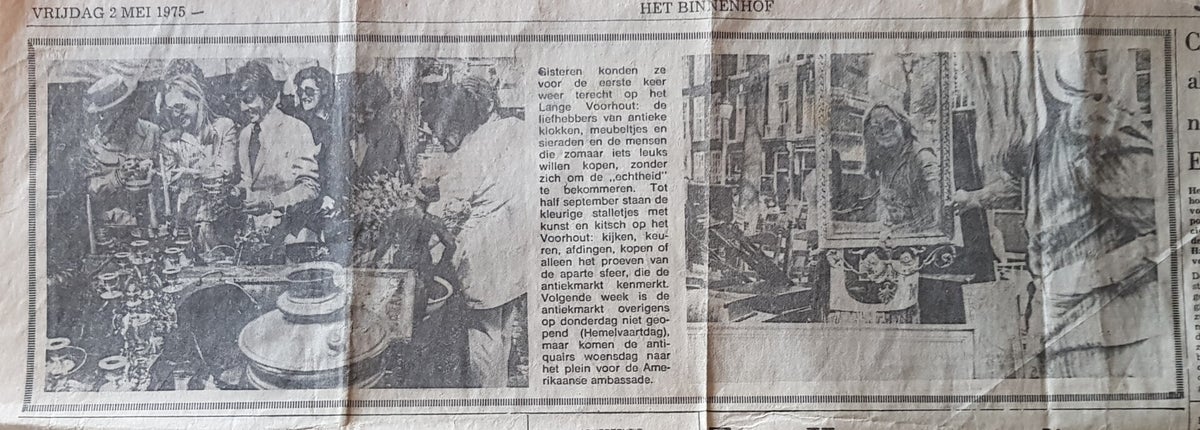 VRIJDAG 2 MEI 1975 —
HET BINNENHOF
Gisteren konden ze
voor de eerste keer
weer terecht op het
Lange Voorhout: de
liefhebbers van antieke
klokken, meubeltjes en
sieraden en de mensen
die zomaar iets leuks
willen kopen, zonder
zich om de „echtheid"
te bekommeren. Tot
half september staan de
kleurige stalletjes met
kunst en kitsch op het
Voorhout: kijken, keu-
ren, afdingen, kopen of
alleen het proeven van
de aparte sfeer, die de
antiekmarkt kenmerkt.
Volgende week is de
antiekmarkt overigens
op donderdag niet geo-
pend (Hemelvaartdag),
maar komen de anti-
quairs woensdag naar
het plein voor de Ame-
rikaanse ambassade.